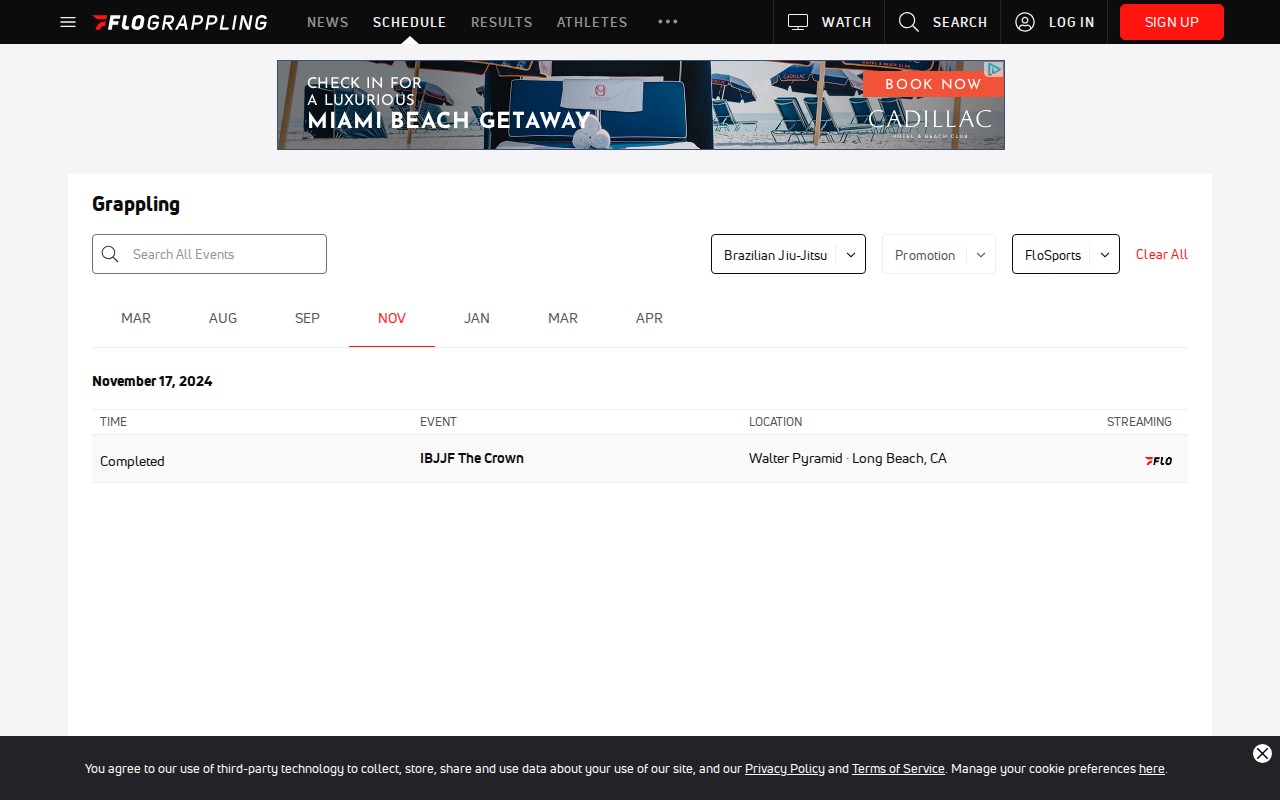 FLOGRAPPLING NEWS SCHEDULE RESULTS ATHLETES WATCH SEARCH LOG IN SIGN UP
CHECK IN FOR
A LUXURIOUS
MIAMI BEACH GETAWAY
BOOK NOW
CADILLAC
HOTEL & BEACH CLUB
Grappling
Search All Events Brazilian Jiu-Jitsu Promotion FloSports Clear All
MAR AUG SEP NOV JAN MAR APR
November 17, 2024
TIME EVENT LOCATION STREAMING
Completed IBJJF The Crown Walter Pyramid · Long Beach, CA FLO
You agree to our use of third-party technology to collect, store, share and use data about your use of our site, and our Privacy Policy and Terms of Service. Manage your cookie preferences here.